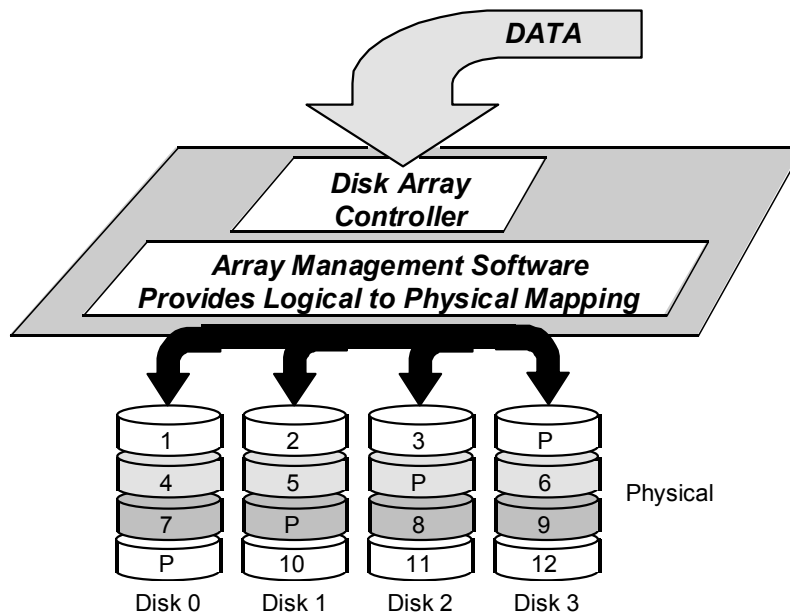 DATA
Disk Array
Controller
Array Management Software
Provides Logical to Physical Mapping
1 2 3 P
4 5 P 6
Physical
7 P 8 9
P 10 11 12
Disk 0 Disk 1 Disk 2 Disk 3